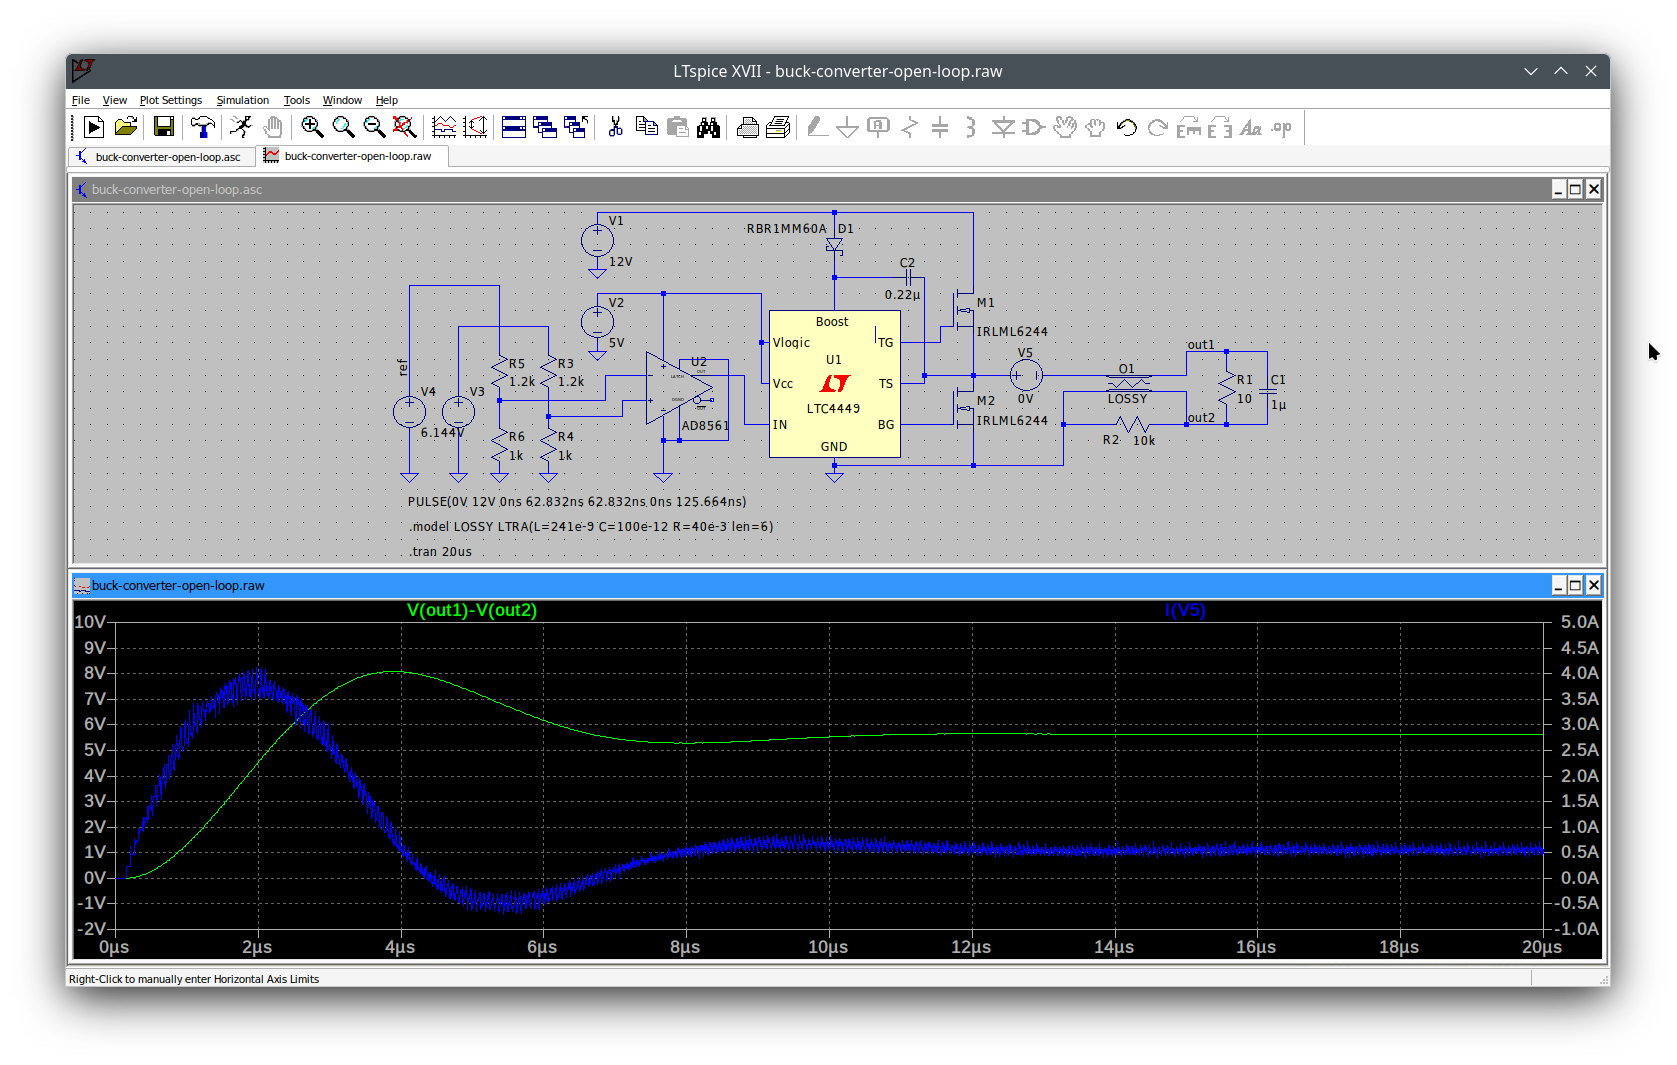 LTspice XVII - buck-converter-open-loop.raw
File View Plot Settings Simulation Tools Window Help
buck-converter-open-loop.asc
buck-converter-open-loop.raw
buck-converter-open-loop.asc
V1
12V
RBR1MM60A D1
C2
0.22µ
V2
5V
Boost
Vlogic
TG
U1
Vcc
TS
LTC4449
IN
BG
GND
M1
IRLML6244
V5
0V
M2
IRLML6244
O1
LOSSY
R2 10k
out1
out2
R1
10
C1
1µ
ref
V4
6.144V
V3
R5
1.2k
R3
1.2k
R6
1k
R4
1k
U2
AD8561
PULSE(0V 12V 0ns 62.832ns 62.832ns 0ns 125.664ns)
.model LOSSY LTRA(L=241e-9 C=100e-12 R=40e-3 len=6)
.tran 20us
buck-converter-open-loop.raw
V(out1)-V(out2)
I(V5)
10V
9V
8V
7V
6V
5V
4V
3V
2V
1V
0V
-1V
-2V
5.0A
4.5A
4.0A
3.5A
3.0A
2.5A
2.0A
1.5A
1.0A
0.5A
0.0A
-0.5A
-1.0A
0µs 2µs 4µs 6µs 8µs 10µs 12µs 14µs 16µs 18µs 20µs
Right-Click to manually enter Horizontal Axis Limits